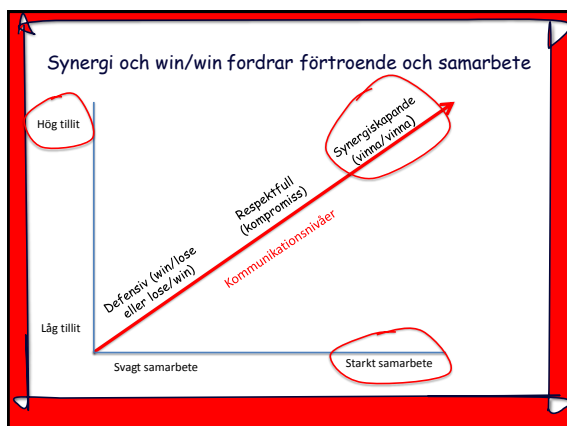 Synergi och win/win fordrar förtroende och samarbete
Hög tillit
Synergiskapande
(vinna/vinna)
Respektfull
(kompromiss)
Kommunikationsnivåer
Defensiv (win/lose
eller lose/win)
Låg tillit
Svagt samarbete
Starkt samarbete